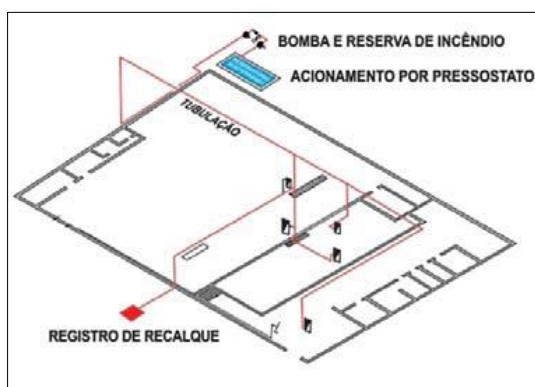 BOMBA E RESERVA DE INCÊNDIO
ACIONAMENTO POR PRESSOSTATO
TUBULAÇÃO
REGISTRO DE RECALQUE